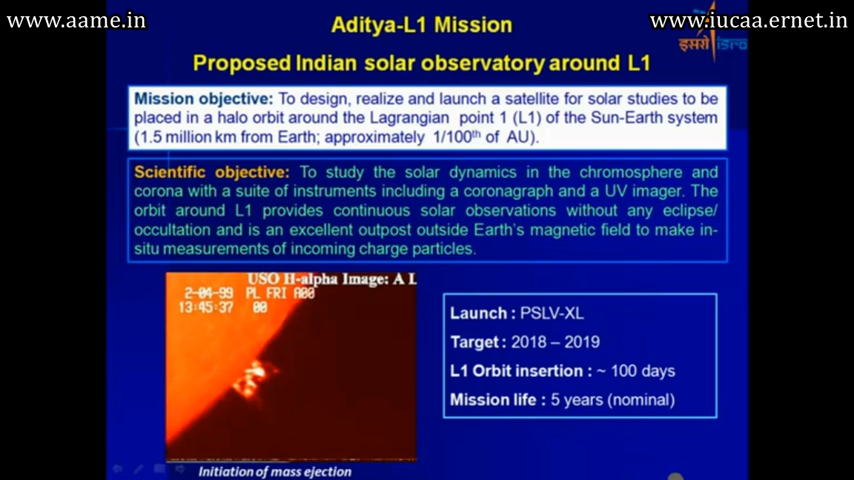 www.aame.in
www.iucaa.ernet.in
Aditya-L1 Mission
इसरो isro
Proposed Indian solar observatory around L1
Mission objective: To design, realize and launch a satellite for solar studies to be
placed in a halo orbit around the Lagrangian point 1 (L1) of the Sun-Earth system
(1.5 million km from Earth; approximately 1/100th of AU).
Scientific objective: To study the solar dynamics in the chromosphere and
corona with a suite of instruments including a coronagraph and a UV imager. The
orbit around L1 provides continuous solar observations without any eclipse/
occultation and is an excellent outpost outside Earth's magnetic field to make in-
situ measurements of incoming charge particles.
USO H-alpha Image: A L
2-04-99 PL FRI A00
13:45:37 00
Initiation of mass ejection
Launch : PSLV-XL
Target : 2018 – 2019
L1 Orbit insertion : ~ 100 days
Mission life : 5 years (nominal)